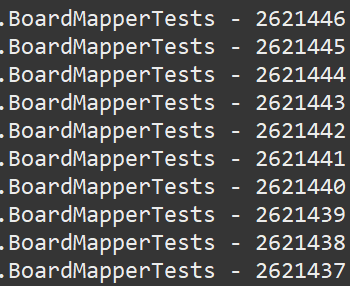 .BoardMapperTests - 2621446
.BoardMapperTests - 2621445
.BoardMapperTests - 2621444
.BoardMapperTests - 2621443
.BoardMapperTests - 2621442
.BoardMapperTests - 2621441
.BoardMapperTests - 2621440
.BoardMapperTests - 2621439
.BoardMapperTests - 2621438
.BoardMapperTests - 2621437